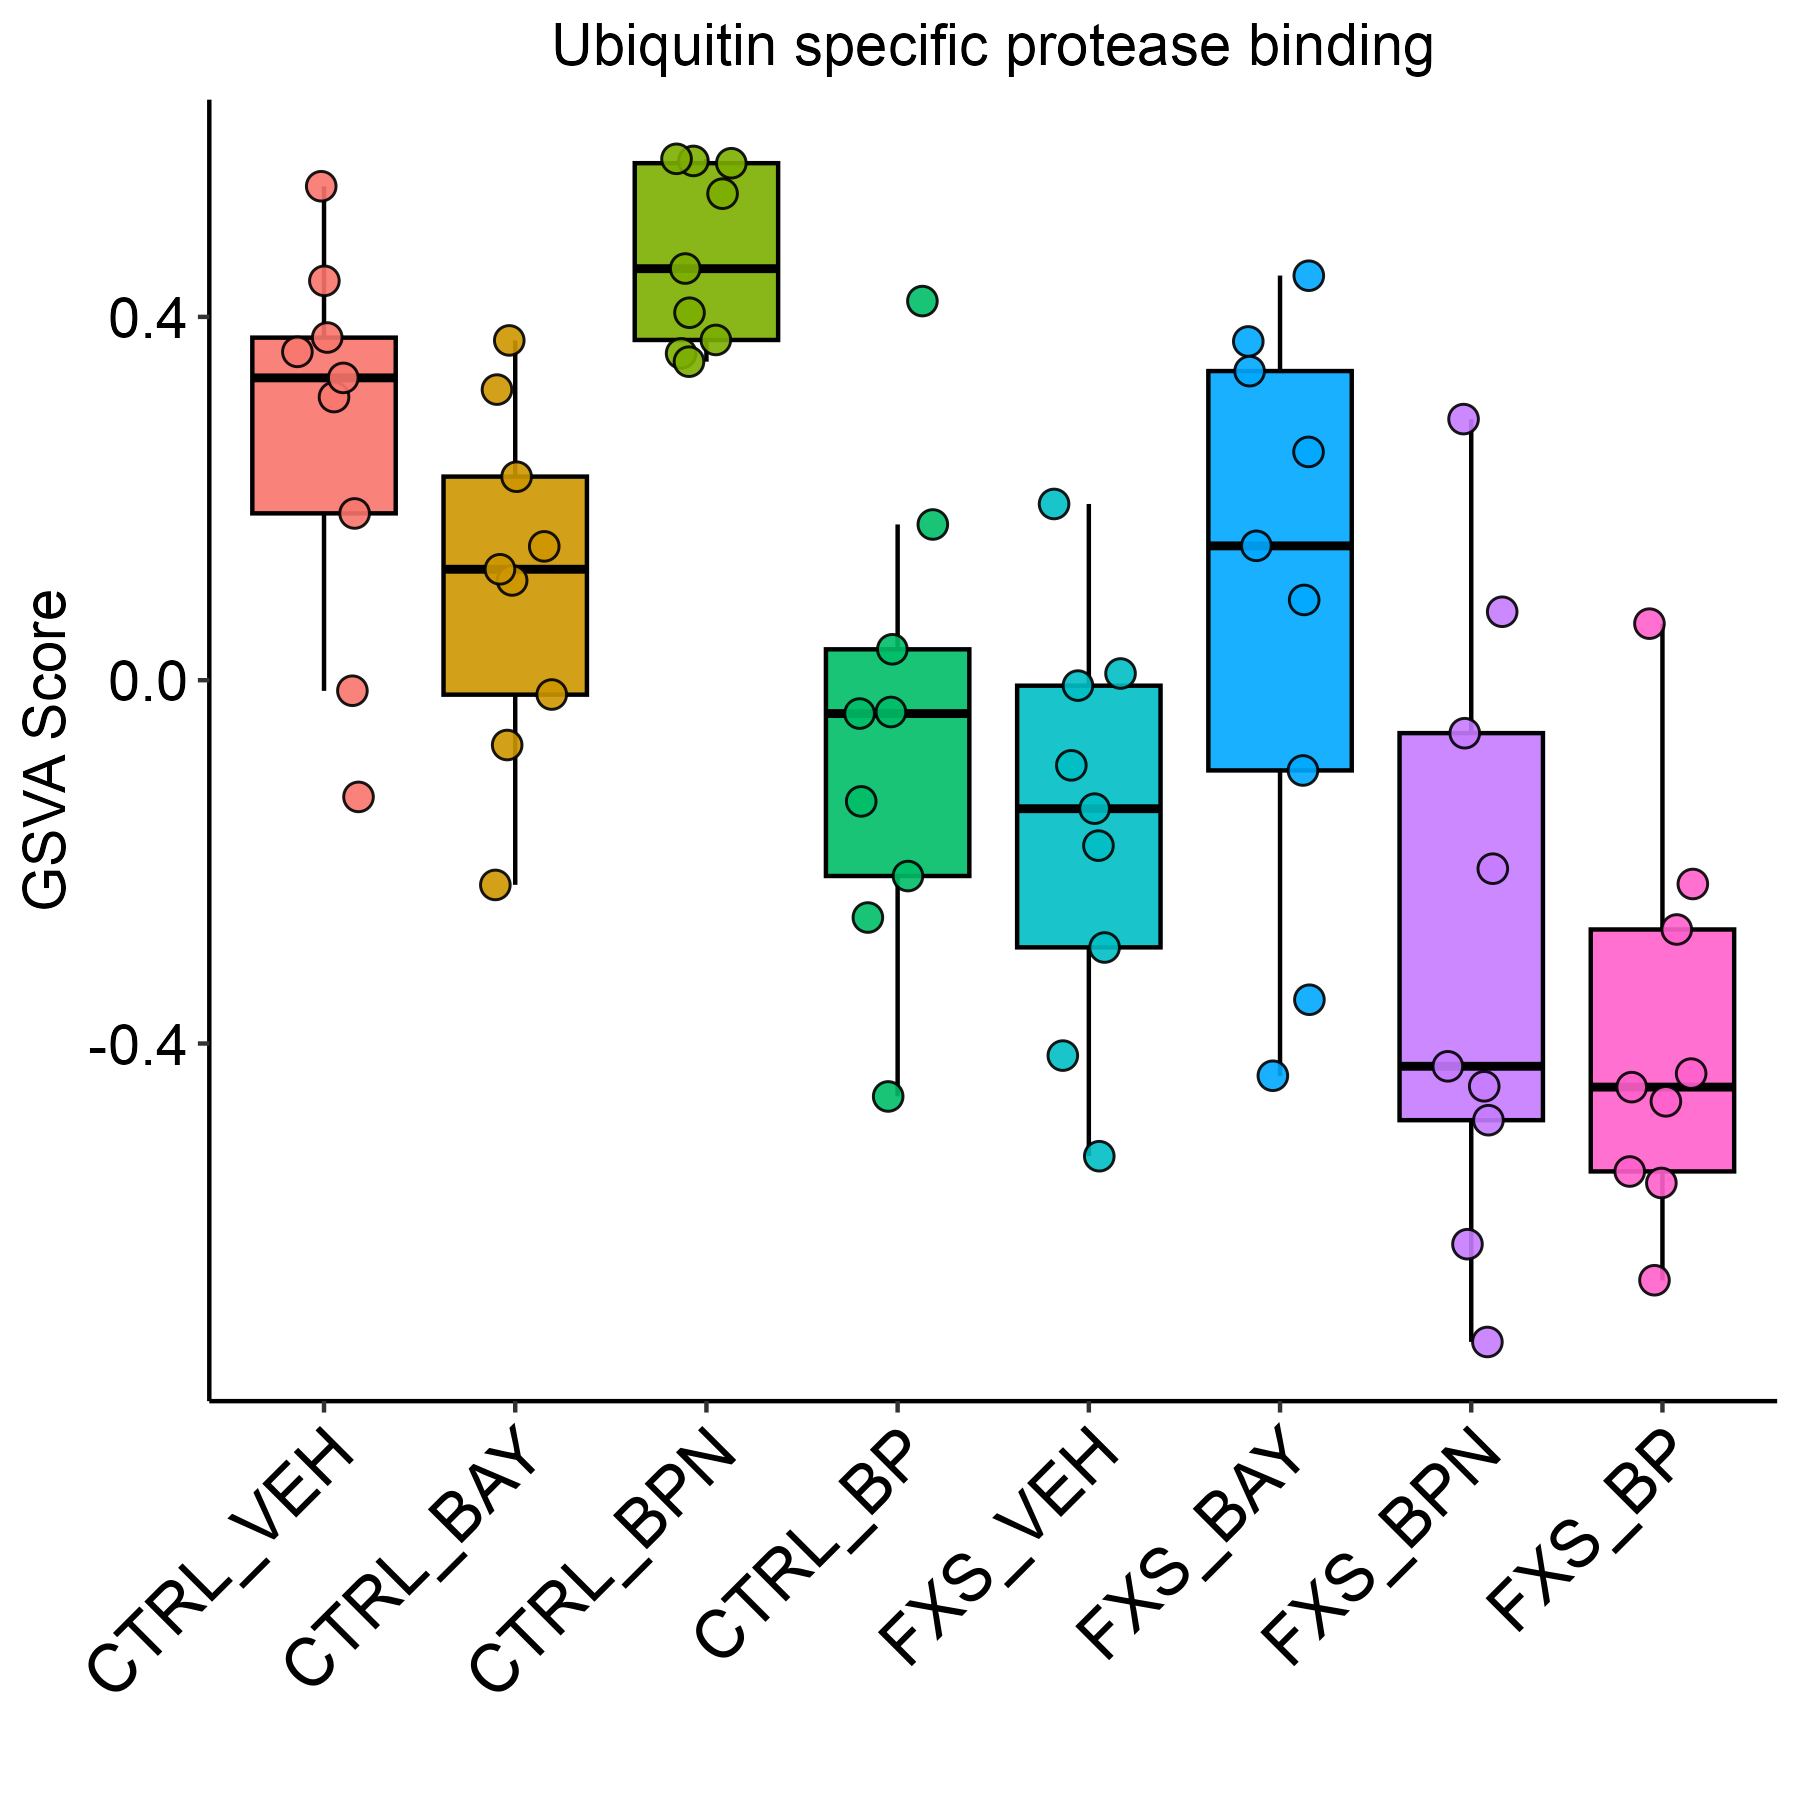 Ubiquitin specific protease binding
GSVA Score
0.4
0.0
-0.4
CTRL_VEH
CTRL_BAY
CTRL_BPN
CTRL_BP
FXS_VEH
FXS_BAY
FXS_BPN
FXS_BP